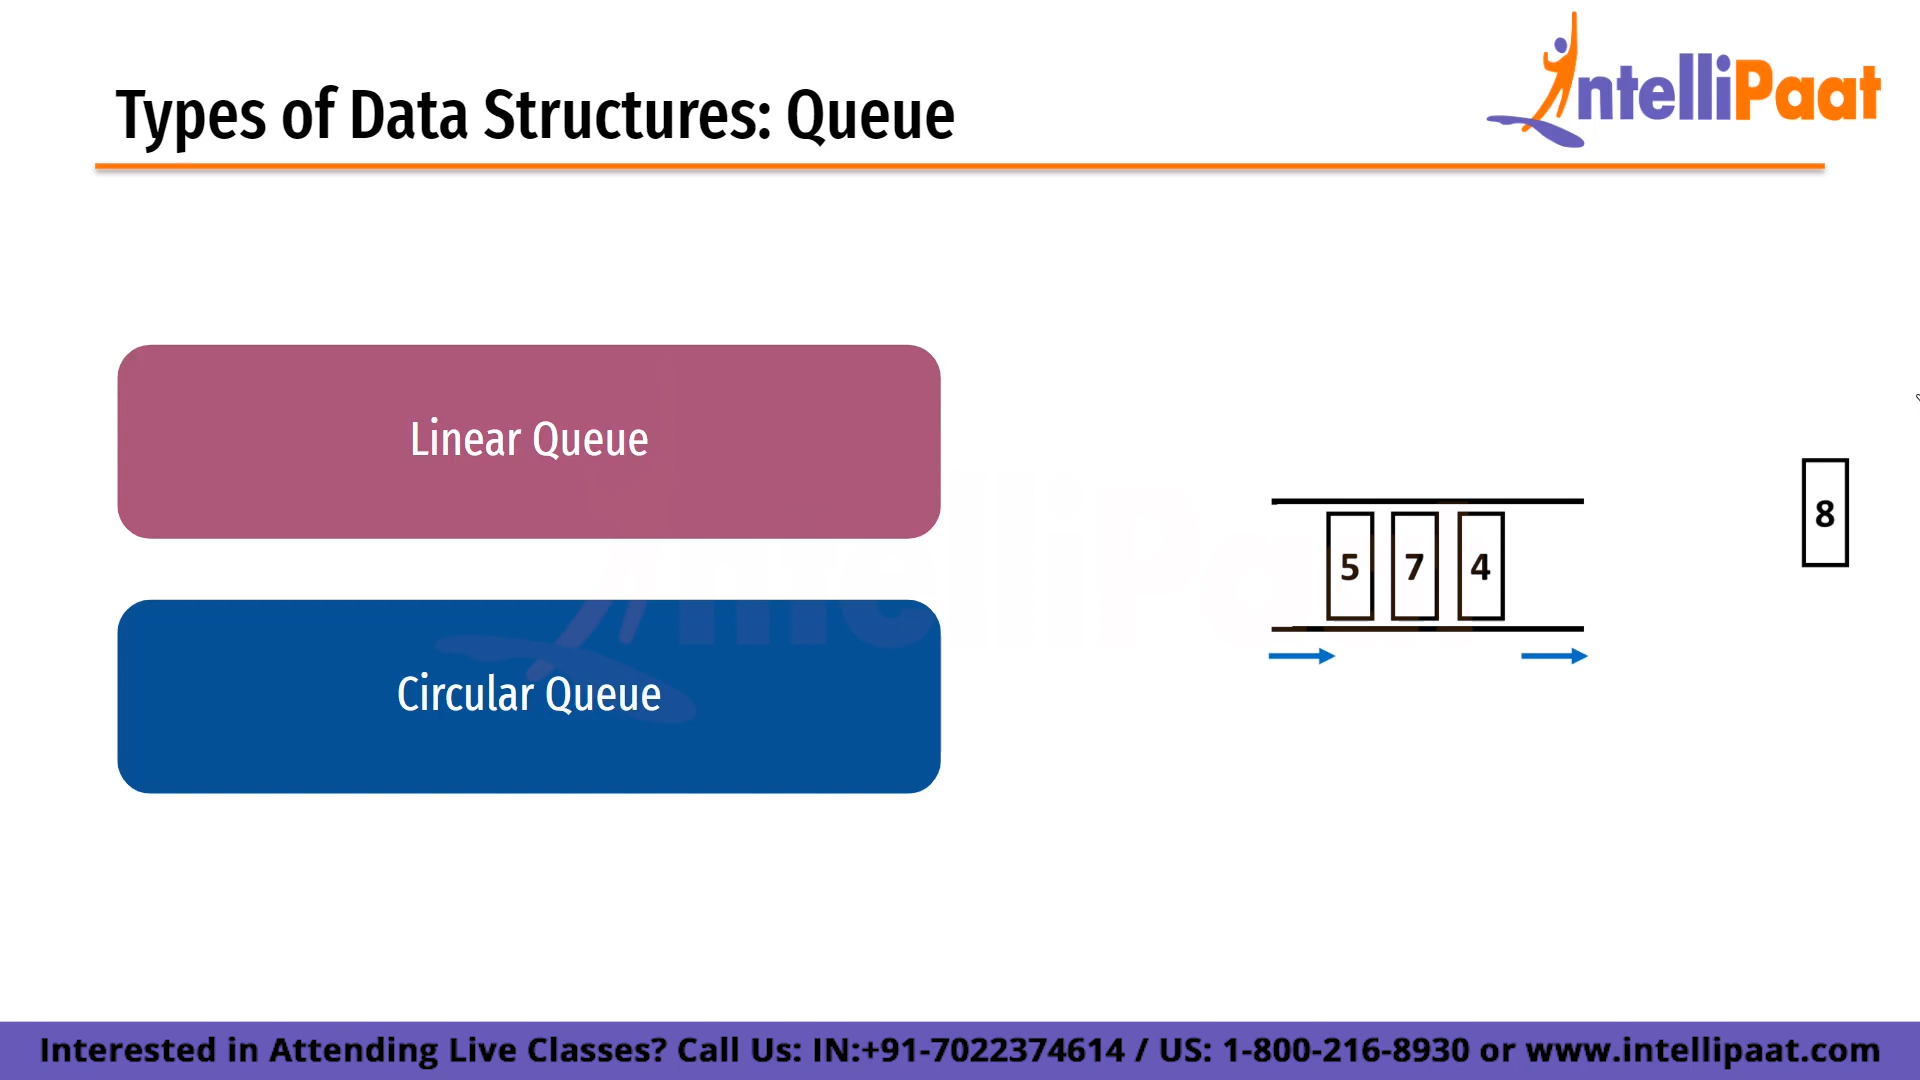 Types of Data Structures: Queue
IntelliPaat
Linear Queue
Circular Queue
5 7 4
8
IntelliPaat
Interested in Attending Live Classes? Call Us: IN:+91-7022374614 / US: 1-800-216-8930 or www.intellipaat.com